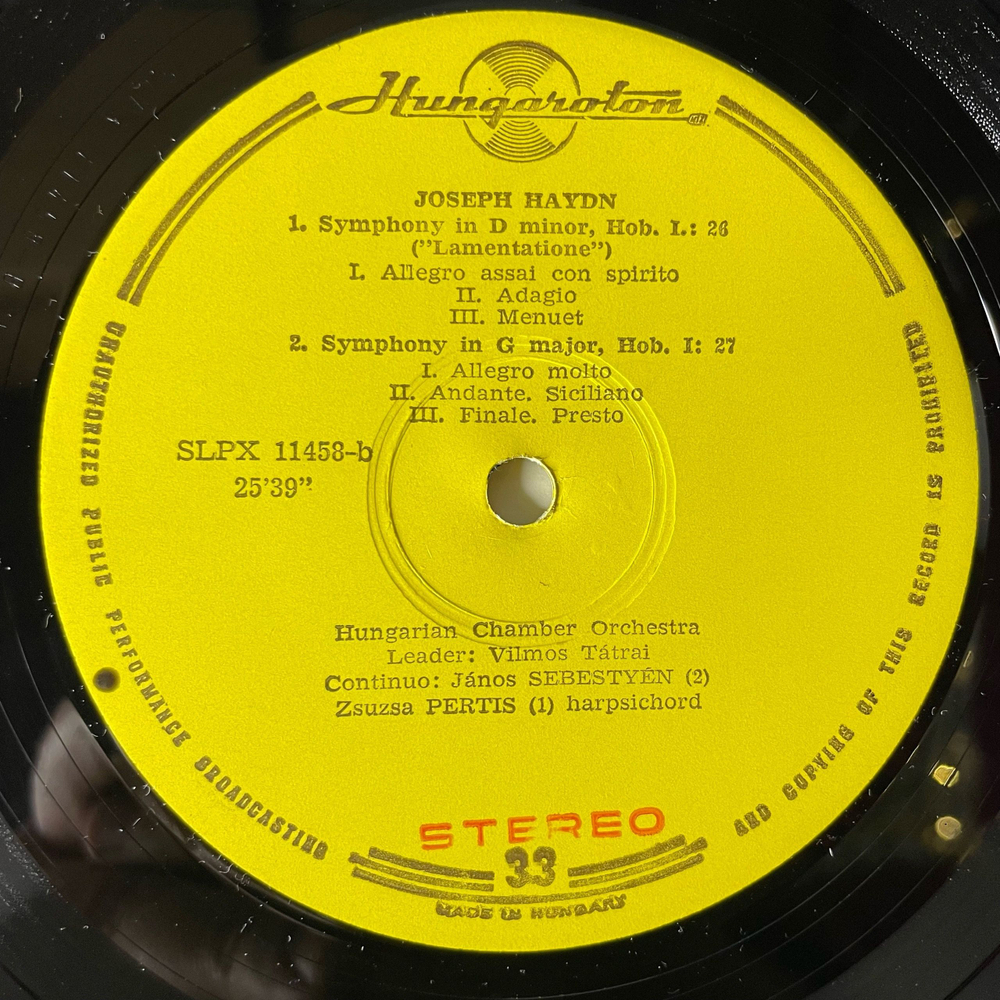 Hungaroton
JOSEPH HAYDN
1. Symphony in D minor, Hob. I.: 26
("Lamentatione")
I. Allegro assai con spirito
II. Adagio
III. Menuet
2. Symphony in G major, Hob. I: 27
I. Allegro molto
II. Andante. Siciliano
III. Finale. Presto
SLPX 11458-b
25'39"
Hungarian Chamber Orchestra
Leader: Vilmos Tátrai
Continuo: János SEBESTYÉN (2)
Zsuzsa PERTIS (1) harpsichord
STEREO
33
MADE IN HUNGARY
UNAUTHORIZED PUBLIC PERFORMANCE BROADCASTING AND COPYING OF THIS RECORD IS PROHIBITED